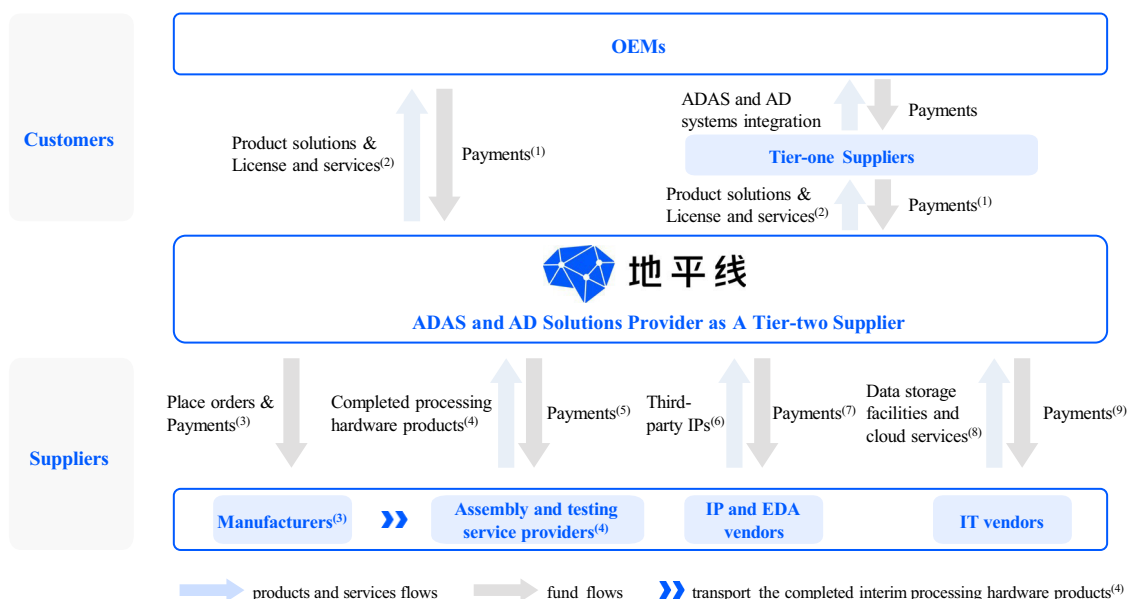 OEMs
Customers
Product solutions &
License and services(2)
Payments(1)
ADAS and AD
systems integration
Payments
Tier-one Suppliers
Product solutions &
License and services(2)
Payments(1)
地平线
ADAS and AD Solutions Provider as A Tier-two Supplier
Suppliers
Place orders &
Payments(3)
Completed processing
hardware products(4)
Payments(5)
Third-
party IPs(6)
Payments(7)
Data storage
facilities and
cloud services(8)
Payments(9)
Manufacturers(3)
Assembly and testing
service providers(4)
IP and EDA
vendors
IT vendors
products and services flows
fund flows
transport the completed interim processing hardware products(4)